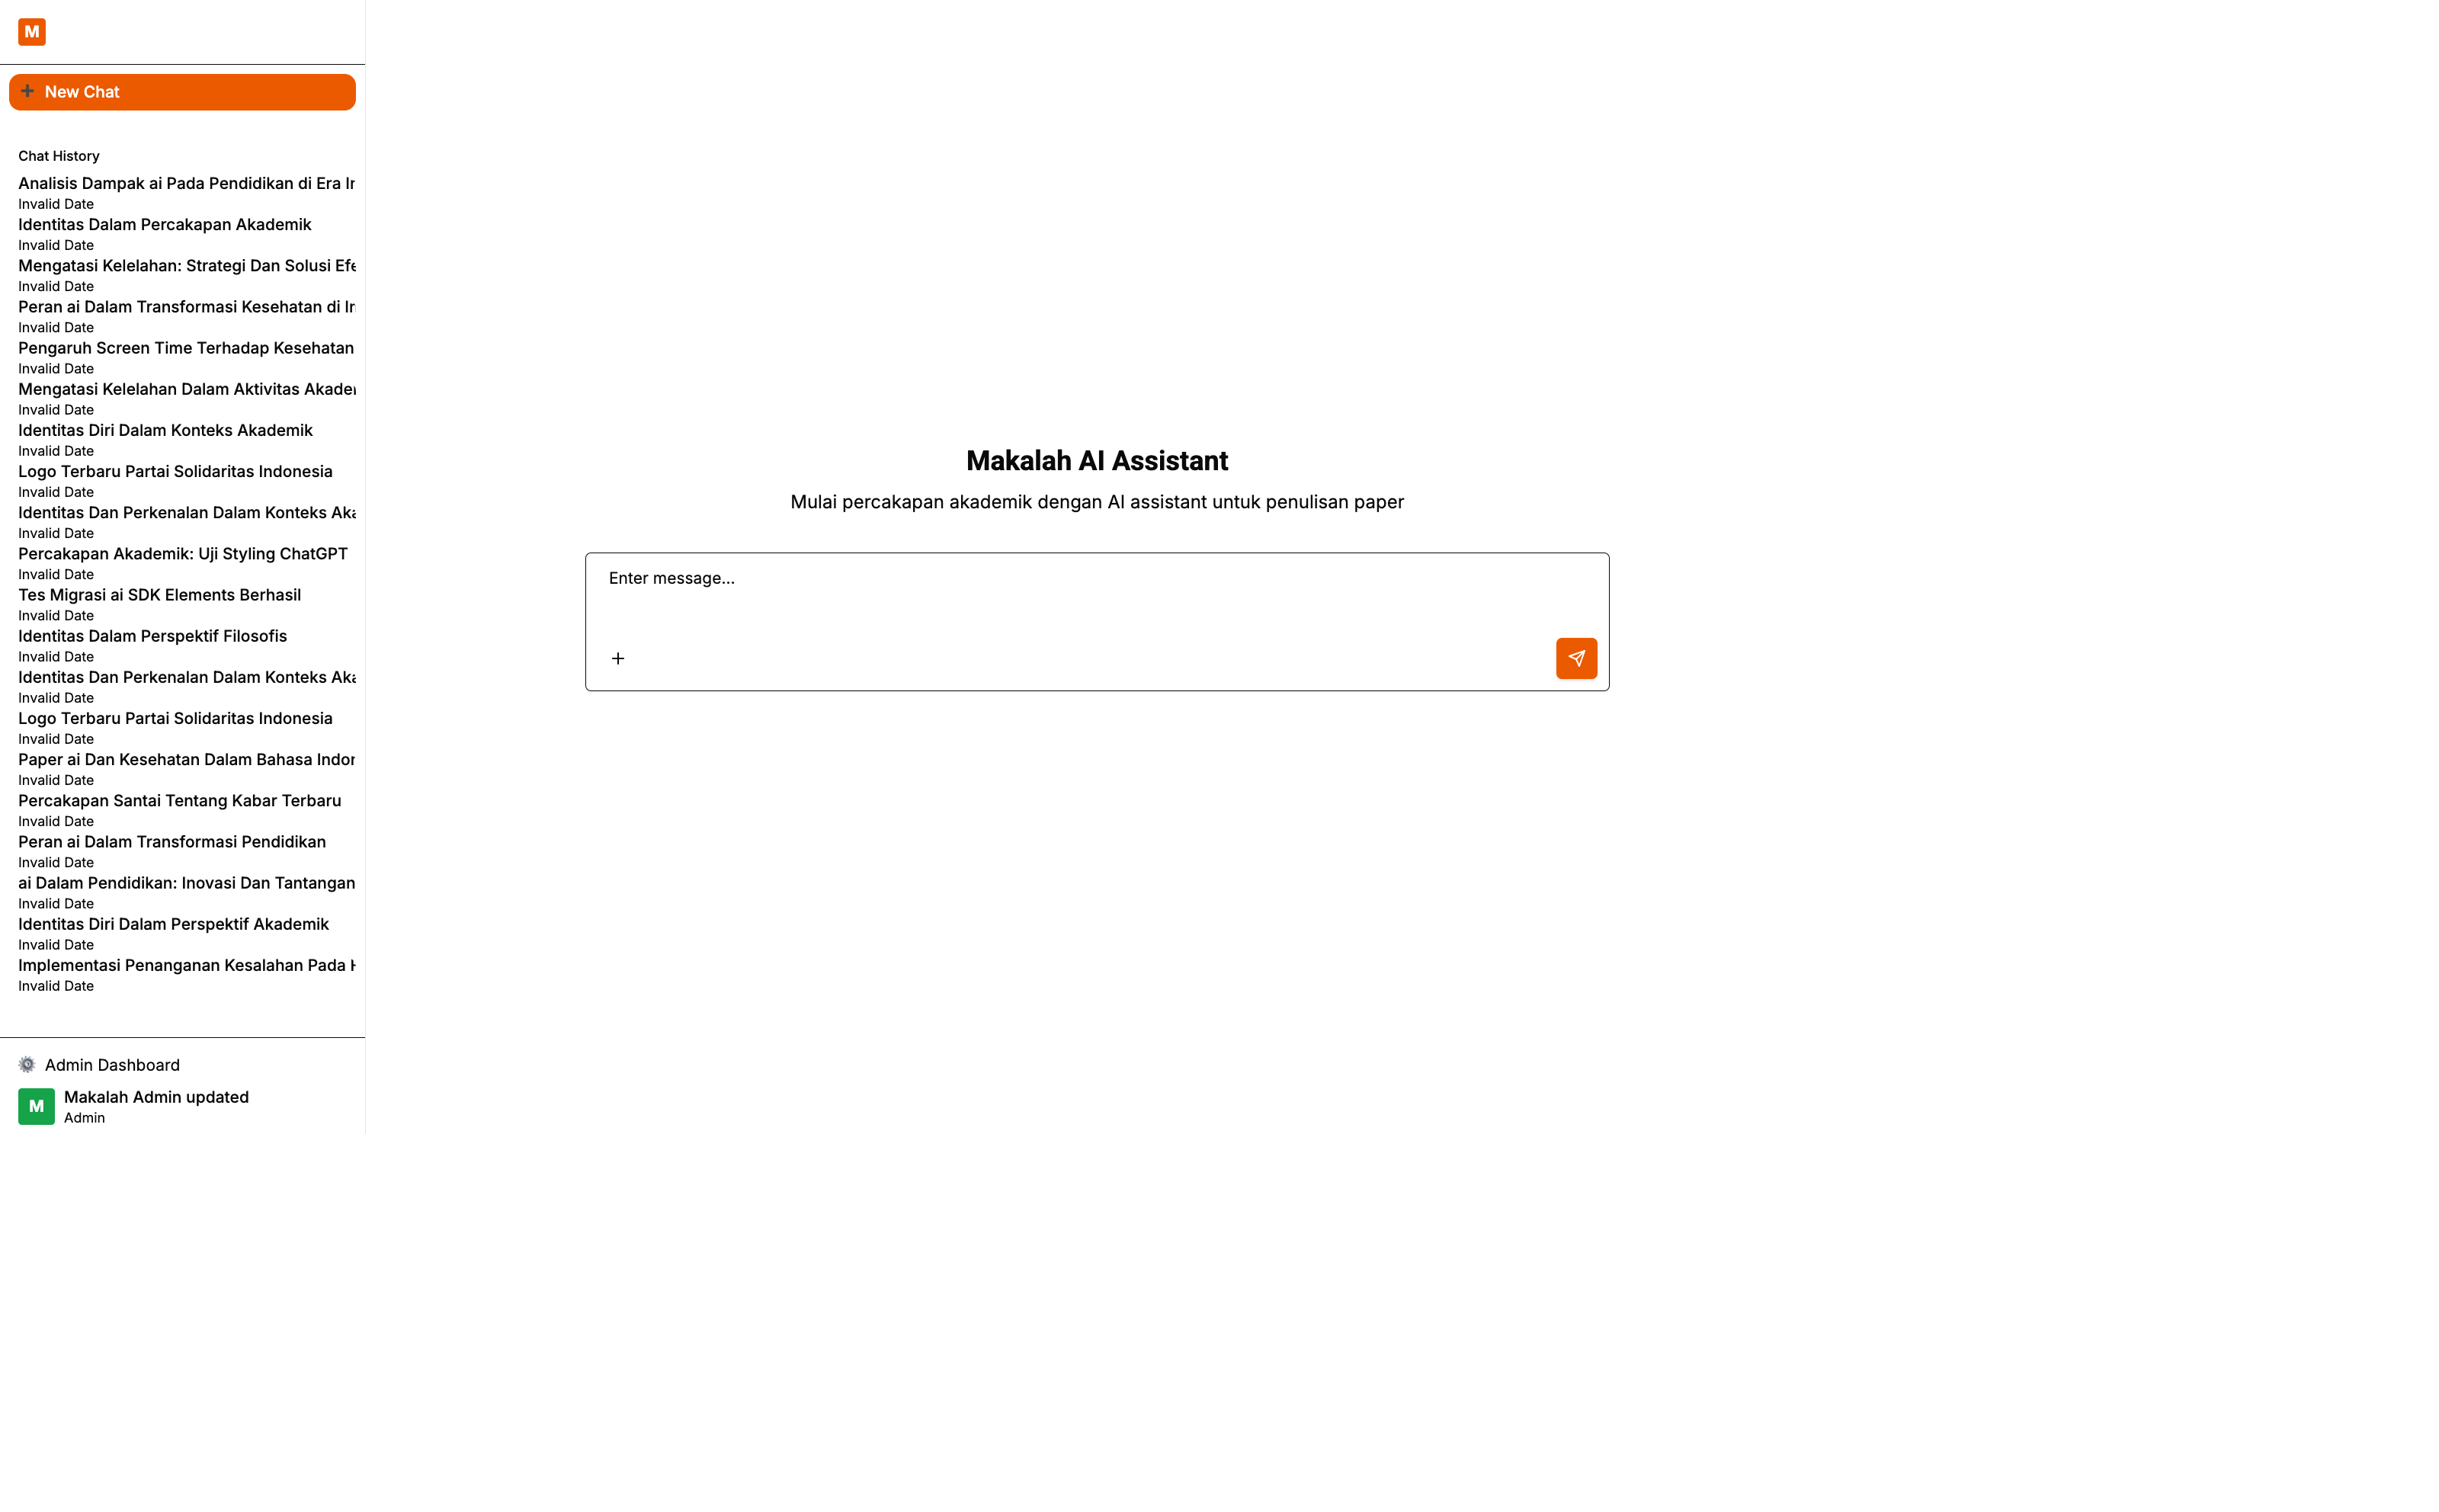 M
New Chat
Chat History
Analisis Dampak ai Pada Pendidikan di Era
Invalid Date
Identitas Dalam Percakapan Akademik
Invalid Date
Mengatasi Kelelahan: Strategi Dan Solusi
Invalid Date
Peran ai Dalam Transformasi Kesehatan di
Invalid Date
Pengaruh Screen Time Terhadap Kesehatan
Invalid Date
Mengatasi Kelelahan Dalam Aktivitas
Invalid Date
Identitas Diri Dalam Konteks Akademik
Invalid Date
Logo Terbaru Partai Solidaritas Indonesia
Invalid Date
Identitas Dan Perkenalan Dalam Konteks
Invalid Date
Percakapan Akademik: Uji Styling ChatGPT
Invalid Date
Tes Migrasi ai SDK Elements Berhasil
Invalid Date
Identitas Dalam Perspektif Filosofis
Invalid Date
Identitas Dan Perkenalan Dalam Konteks
Invalid Date
Logo Terbaru Partai Solidaritas Indonesia
Invalid Date
Paper ai Dan Kesehatan Dalam Bahasa
Invalid Date
Percakapan Santai Tentang Kabar Terbaru
Invalid Date
Peran ai Dalam Transformasi Pendidikan
Invalid Date
ai Dalam Pendidikan: Inovasi Dan Tantangan
Invalid Date
Identitas Diri Dalam Perspektif Akademik
Invalid Date
Implementasi Penanganan Kesalahan Pada
Invalid Date
Admin Dashboard
M
Makalah Admin updated
Admin
Makalah AI Assistant
Mulai percakapan akademik dengan AI assistant untuk penulisan paper
Enter message...